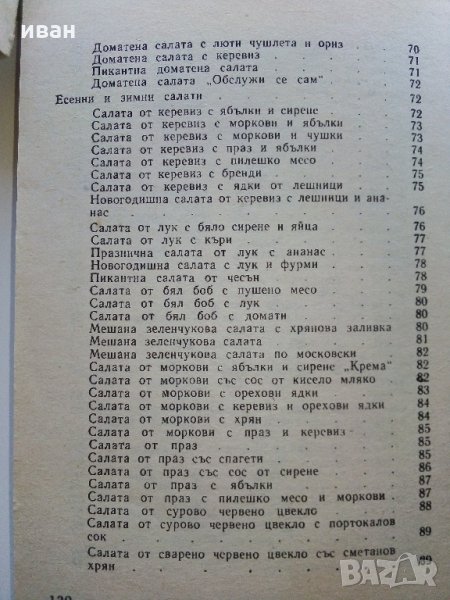 иван
Доматена салата с люти чушлета и ориз 70
Доматена салата с керевиз 71
Пикантна доматена салата 71
Доматена салата „Обслужи се сам“ 72
Есенни и зимни салати 72
Салата от керевиз с ябълки и сирене 72
Салата от керевиз с моркови и ябълки 73
Салата от керевиз с моркови и чушки 73
Салата от керевиз с праз и ябълки 74
Салата от керевиз с пилешко месо 74
Салата от керевиз с бренди 75
Салата от керевиз с ядки от лешници 75
Новогодишна салата от керевиз с лешници и ана-
нас 76
Салата от лук с бяло сирене и яйца 76
Салата от лук с къри 77
Празнична салата от лук с ананас 77
Новогодишна салата с лук и фурми 78
Пикантна салата от чесън 78
Салата от бял боб с пушено месо 79
Салата от бял боб с лук 80
Салата от бял боб с домати 80
Мешана зеленчукова салата с хрянова заливка 80
Мешана зеленчукова салата 81
Мешана зеленчукова салата по московски 82
Салата от моркови с ябълки и сирене „Крема“ 82
Салата от моркови със сос от кисело мляко 82
Салата от моркови с орехови ядки 83
Салата от моркови с керевиз и орехови ядки 84
Салата от моркови с хрян 84
Салата от моркови с праз и керевиз 85
Салата от праз 85
Салата от праз със спагети 85
Салата от праз със сос от сирене 86
Салата от праз с ябълки 87
Салата от праз с пилешко месо и моркови 87
Салата от сурово червено цвекло 88
Салата от сурово червено цвекло с портокалов
сок 89
Салата от сварено червено цвекло със сметанов
хрян 89
BAZAR.bg